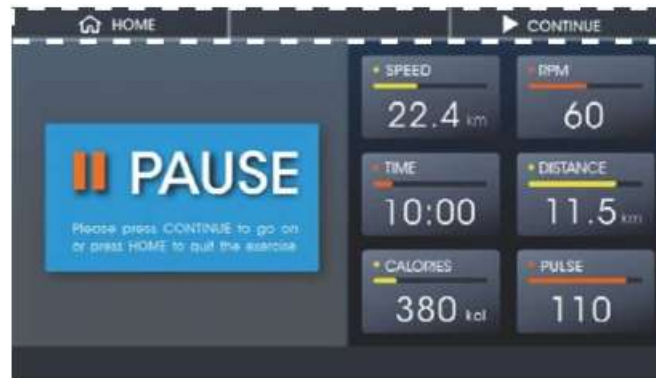 HOME
CONTINUE
PAUSE
Please press CONTINUE to go on
or press HOME to quit the exercise
SPEED
22.4 km
RPM
60
TIME
10:00
DISTANCE
11.5 km
CALORIES
380 kal
PULSE
110